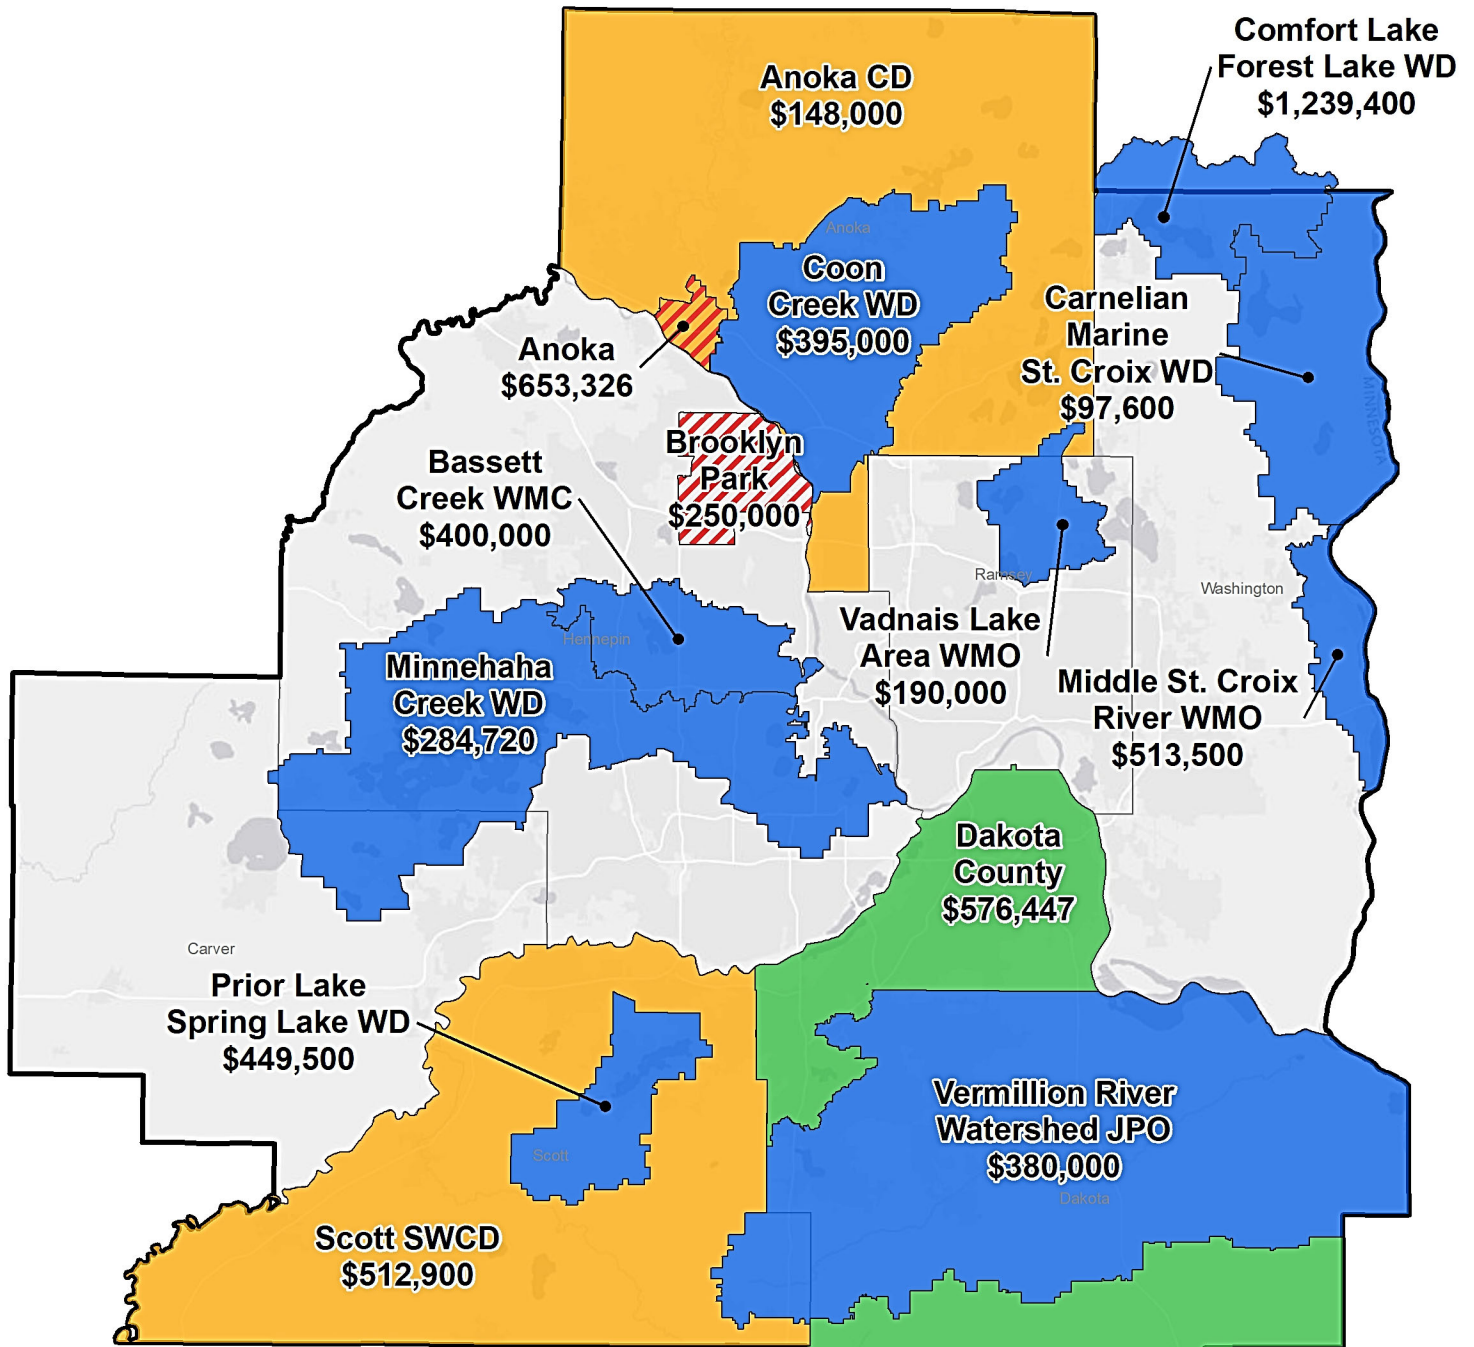 Comfort Lake
Forest Lake WD
$1,239,400
Anoka CD
$148,000
Anoka
Coon
Creek WD
$395,000
Carnelian
Marine
St. Croix WD
$97,600
Anoka
$653,326
MINNESOTA
Brooklyn
Park
$250,000
Bassett
Creek WMC
$400,000
Ramsey
Washington
Hennepin
Vadnais Lake
Area WMO
$190,000
Minnehaha
Creek WD
$284,720
Middle St. Croix
River WMO
$513,500
Dakota
County
$576,447
Carver
Prior Lake
Spring Lake WD
$449,500
Vermillion River
Watershed JPO
$380,000
Scott
Dakota
Scott SWCD
$512,900